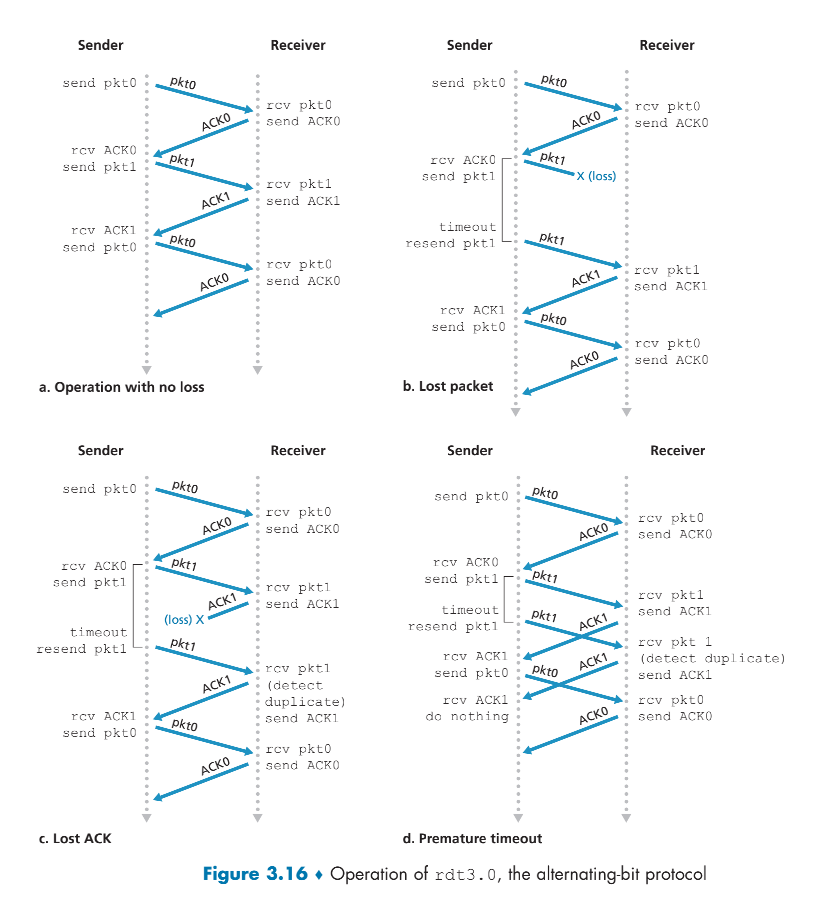 Sender
Receiver
send pkt0
pkt0
rcv pkt0
send ACK0
ACK0
rcv ACK0
send pkt1
pkt1
rcv pkt1
send ACK1
ACK1
rcv ACK1
send pkt0
pkt0
rcv pkt0
send ACK0
ACK0
a. Operation with no loss
Sender
Receiver
send pkt0
pkt0
rcv pkt0
send ACK0
ACK0
rcv ACK0
send pkt1
pkt1
X (loss)
timeout
resend pkt1
pkt1
rcv pkt1
send ACK1
ACK1
rcv ACK1
send pkt0
pkt0
rcv pkt0
send ACK0
ACK0
b. Lost packet
Sender
Receiver
send pkt0
pkt0
rcv pkt0
send ACK0
ACK0
rcv ACK0
send pkt1
pkt1
rcv pkt1
send ACK1
ACK1
(loss) X
timeout
resend pkt1
pkt1
rcv pkt1
(detect
duplicate)
send ACK1
ACK1
rcv ACK1
send pkt0
pkt0
rcv pkt0
send ACK0
ACK0
c. Lost ACK
Sender
Receiver
send pkt0
pkt0
rcv pkt0
send ACK0
ACK0
rcv ACK0
send pkt1
pkt1
rcv pkt1
send ACK1
timeout
resend pkt1
pkt1
ACK1
rcv pkt 1
(detect duplicate)
send ACK1
rcv ACK1
send pkt0
pkt0
ACK1
rcv ACK1
do nothing
rcv pkt0
send ACK0
ACK0
d. Premature timeout
Figure 3.16 ♦ Operation of rdt3.0, the alternating-bit protocol